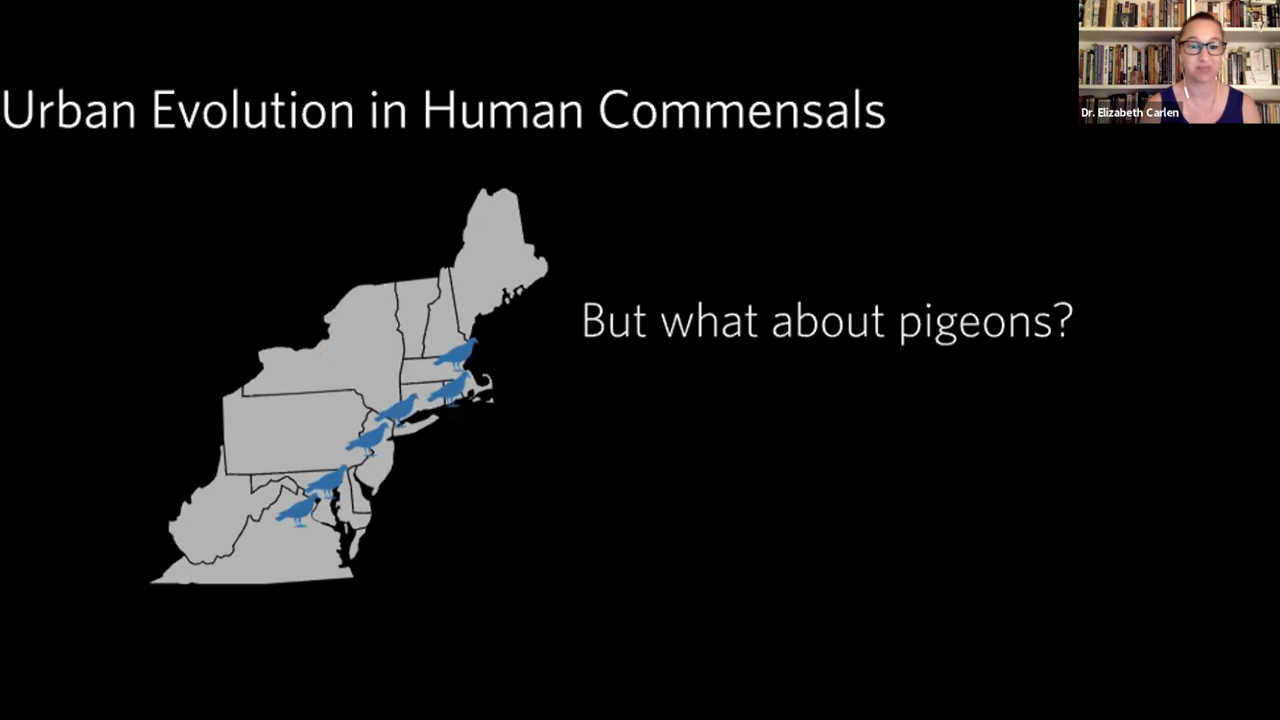 Urban Evolution in Human Commensals
But what about pigeons?
Dr. Elizabeth Carlen